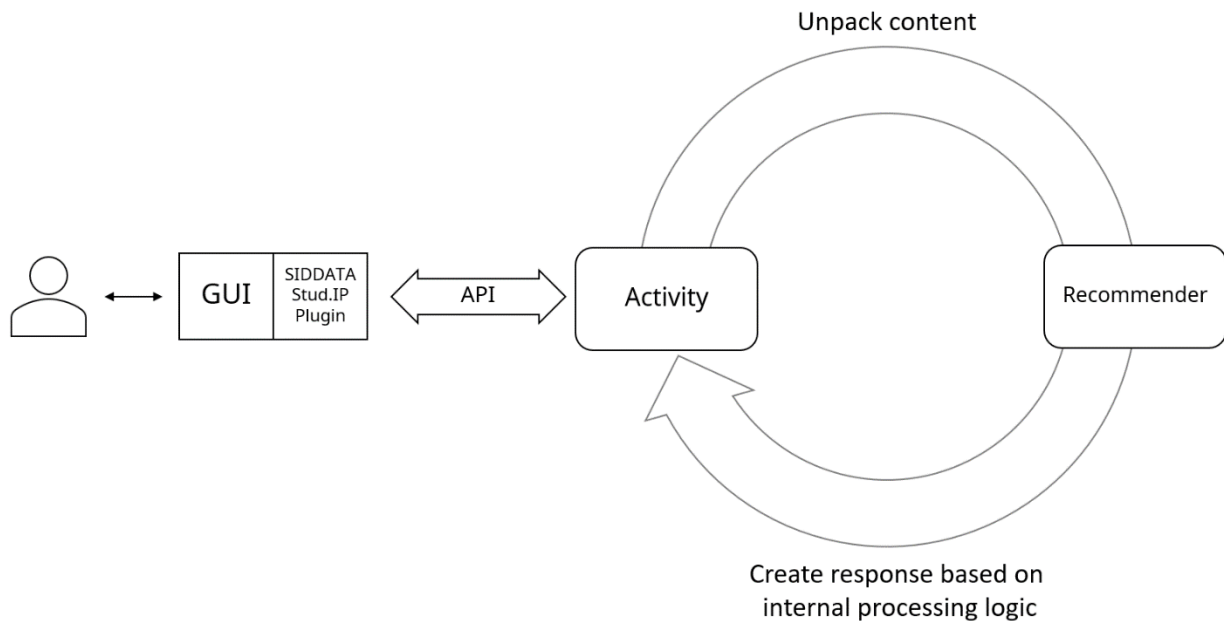 Unpack content
GUI
SIDDATA
Stud.IP
Plugin
API
Activity
Recommender
Create response based on
internal processing logic